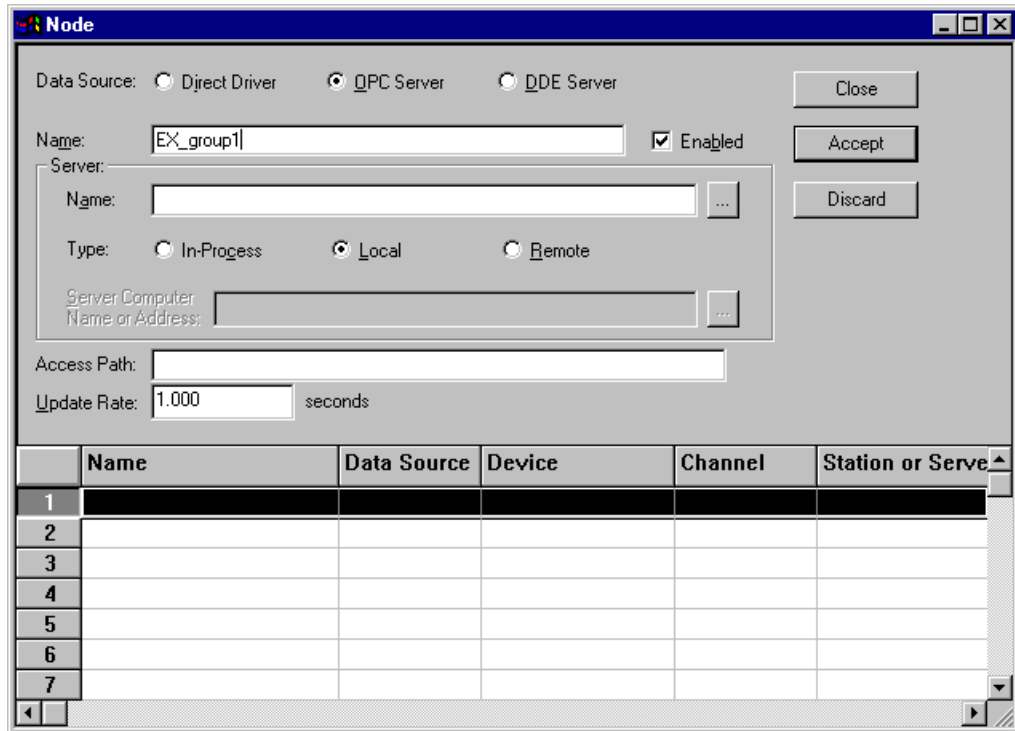 Node
Data Source: Direct Driver OPC Server DDE Server Close
Name: EX_group1 Enabled Accept
Server:
Name: ... Discard
Type: In-Process Local Remote
Server Computer
Name or Address: ...
Access Path:
Update Rate: 1.000 seconds
Name Data Source Device Channel Station or Serve
1
2
3
4
5
6
7